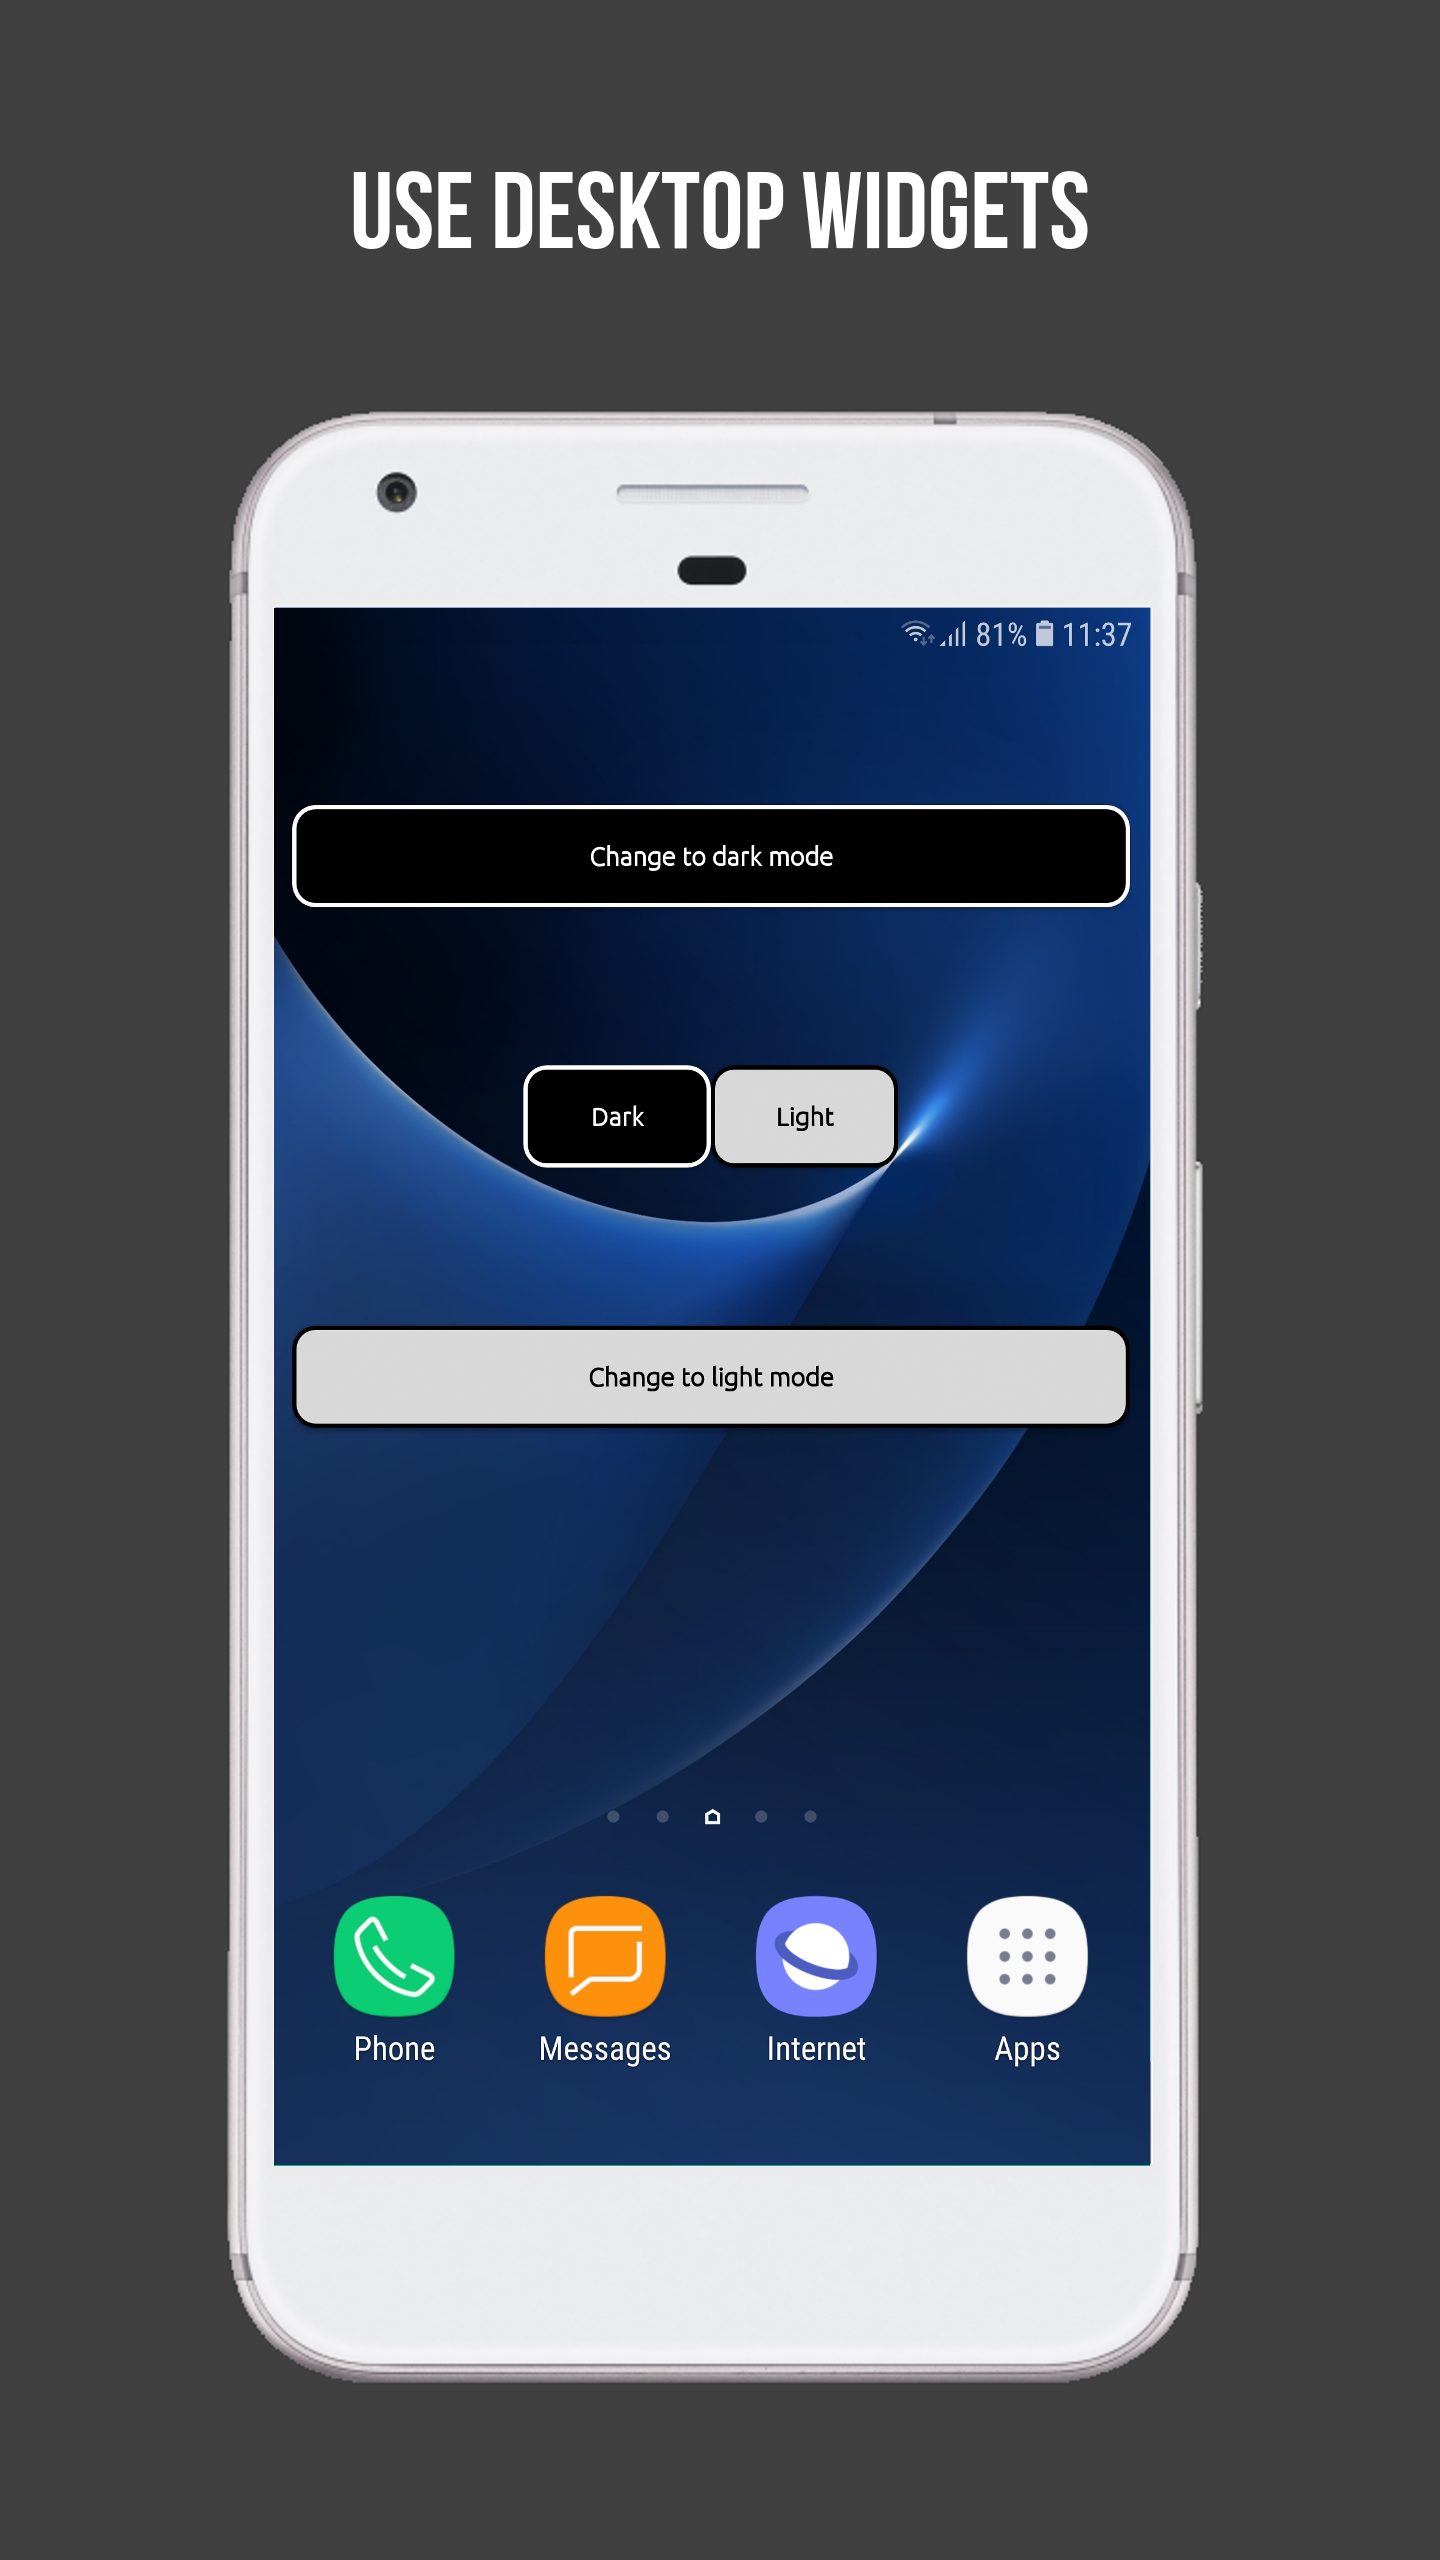 USE DESKTOP WIDGETS
81% 11:37
Change to dark mode
Dark Light
Change to light mode
Phone Messages Internet Apps